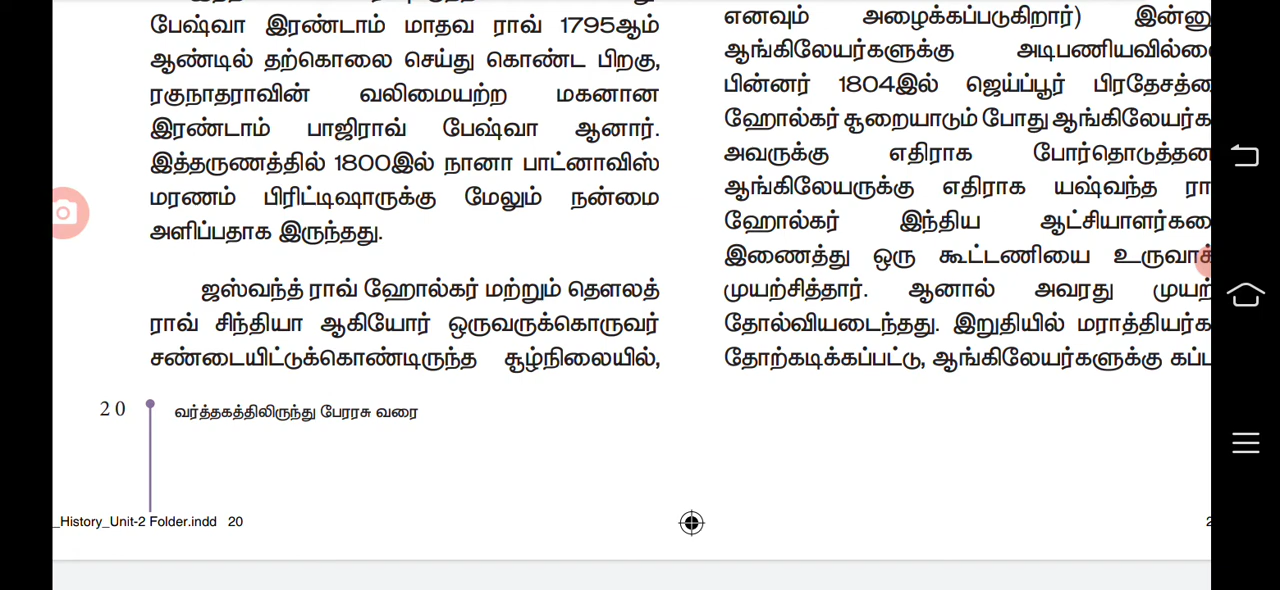 பேஷ்வா இரண்டாம் மாதவ ராவ் 1795ஆம்
ஆண்டில் தற்கொலை செய்து கொண்ட பிறகு,
ரகுநாதராவின் வலிமையற்ற மகனான
இரண்டாம் பாஜிராவ் பேஷ்வா ஆனார்.
இத்தருணத்தில் 1800இல் நானா பாட்னாவிஸ்
மரணம் பிரிட்டிஷாருக்கு மேலும் நன்மை
அளிப்பதாக இருந்தது.
ஜஸ்வந்த் ராவ் ஹோல்கர் மற்றும் தௌலத்
ராவ் சிந்தியா ஆகியோர் ஒருவருக்கொருவர்
சண்டையிட்டுக்கொண்டிருந்த சூழ்நிலையில்,
எனவும் அழைக்கப்படுகிறார்)
ஆங்கிலேயர்களுக்கு
பின்னர் 1804இல் ஜெய்ப்பூர்
ஹோல்கர் சூறையாடும் போது
அவருக்கு எதிராக
ஆங்கிலேயருக்கு எதிராக யஷ்வந்த
ஹோல்கர் இந்திய
இணைத்து ஒரு கூட்டணியை
முயற்சித்தார். ஆனால் அவரது
தோல்வியடைந்தது. இறுதியில்
தோற்கடிக்கப்பட்டு, ஆங்கிலேயர்களுக்கு
20 வர்த்தகத்திலிருந்து பேரரசு வரை
_History_Unit-2 Folder.indd 20